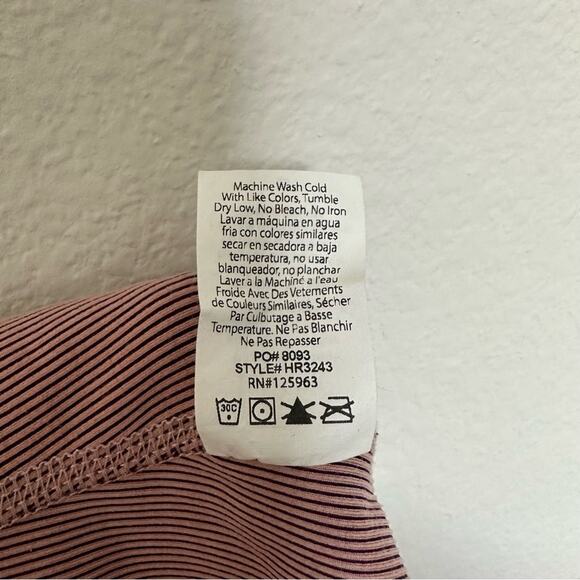 Machine Wash Cold
With Like Colors, Tumble
Dry Low, No Bleach, No Iron
Lavar a máquina en agua
fria con colores similares
secar en secadora a baja
temperatura, no usar
blanqueador, no planchar
Laver a la Machine a l'eau
Froide Avec Des Vetements
de Couleurs Similaires, Sécher
Par Culbutage a Basse
Temperature. Ne Pas Blanchir
Ne Pas Repasser
PO# 8093
STYLE# HR3243
RN#125963
30C